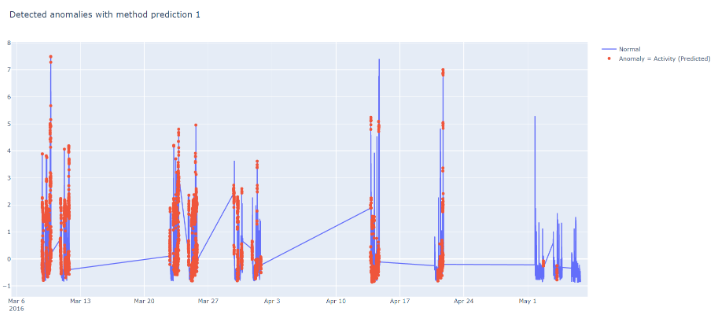 Detected anomalies with method prediction 1
8
7
6
5
4
3
2
1
0
−1
Mar 6
2016
Mar 13
Mar 20
Mar 27
Apr 3
Apr 10
Apr 17
Apr 24
May 1
Normal
Anomaly = Activity (Predicted)